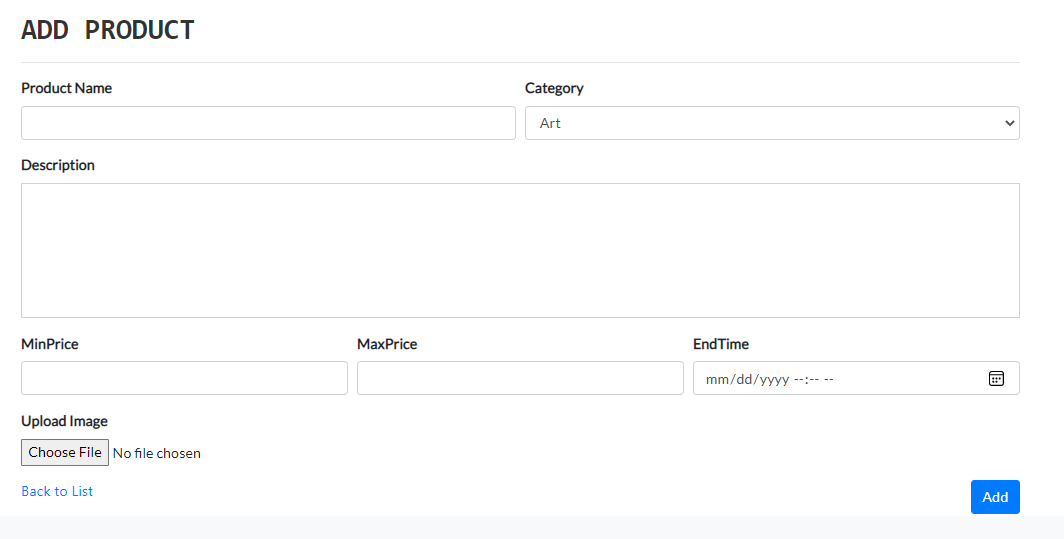 ADD PRODUCT
Product Name Category
Art
Description
MinPrice MaxPrice EndTime
mm/dd/yyyy --:-- --
Upload Image
Choose File No file chosen
Back to List Add